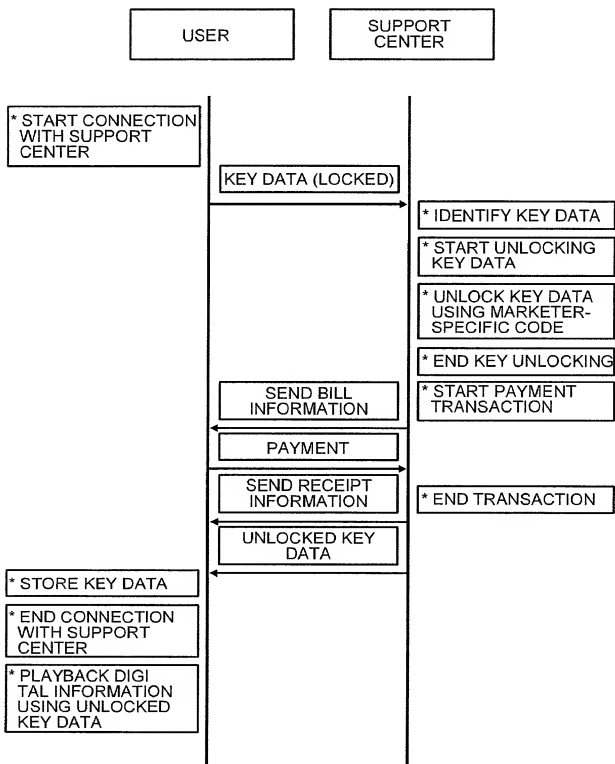 USER
SUPPORT
CENTER
* START CONNECTION
WITH SUPPORT
CENTER
KEY DATA (LOCKED)
* IDENTIFY KEY DATA
* START UNLOCKING
KEY DATA
* UNLOCK KEY DATA
USING MARKETER-
SPECIFIC CODE
* END KEY UNLOCKING
SEND BILL
INFORMATION
* START PAYMENT
TRANSACTION
PAYMENT
SEND RECEIPT
INFORMATION
* END TRANSACTION
UNLOCKED KEY
DATA
* STORE KEY DATA
* END CONNECTION
WITH SUPPORT
CENTER
* PLAYBACK DIGI
TAL INFORMATION
USING UNLOCKED
KEY DATA